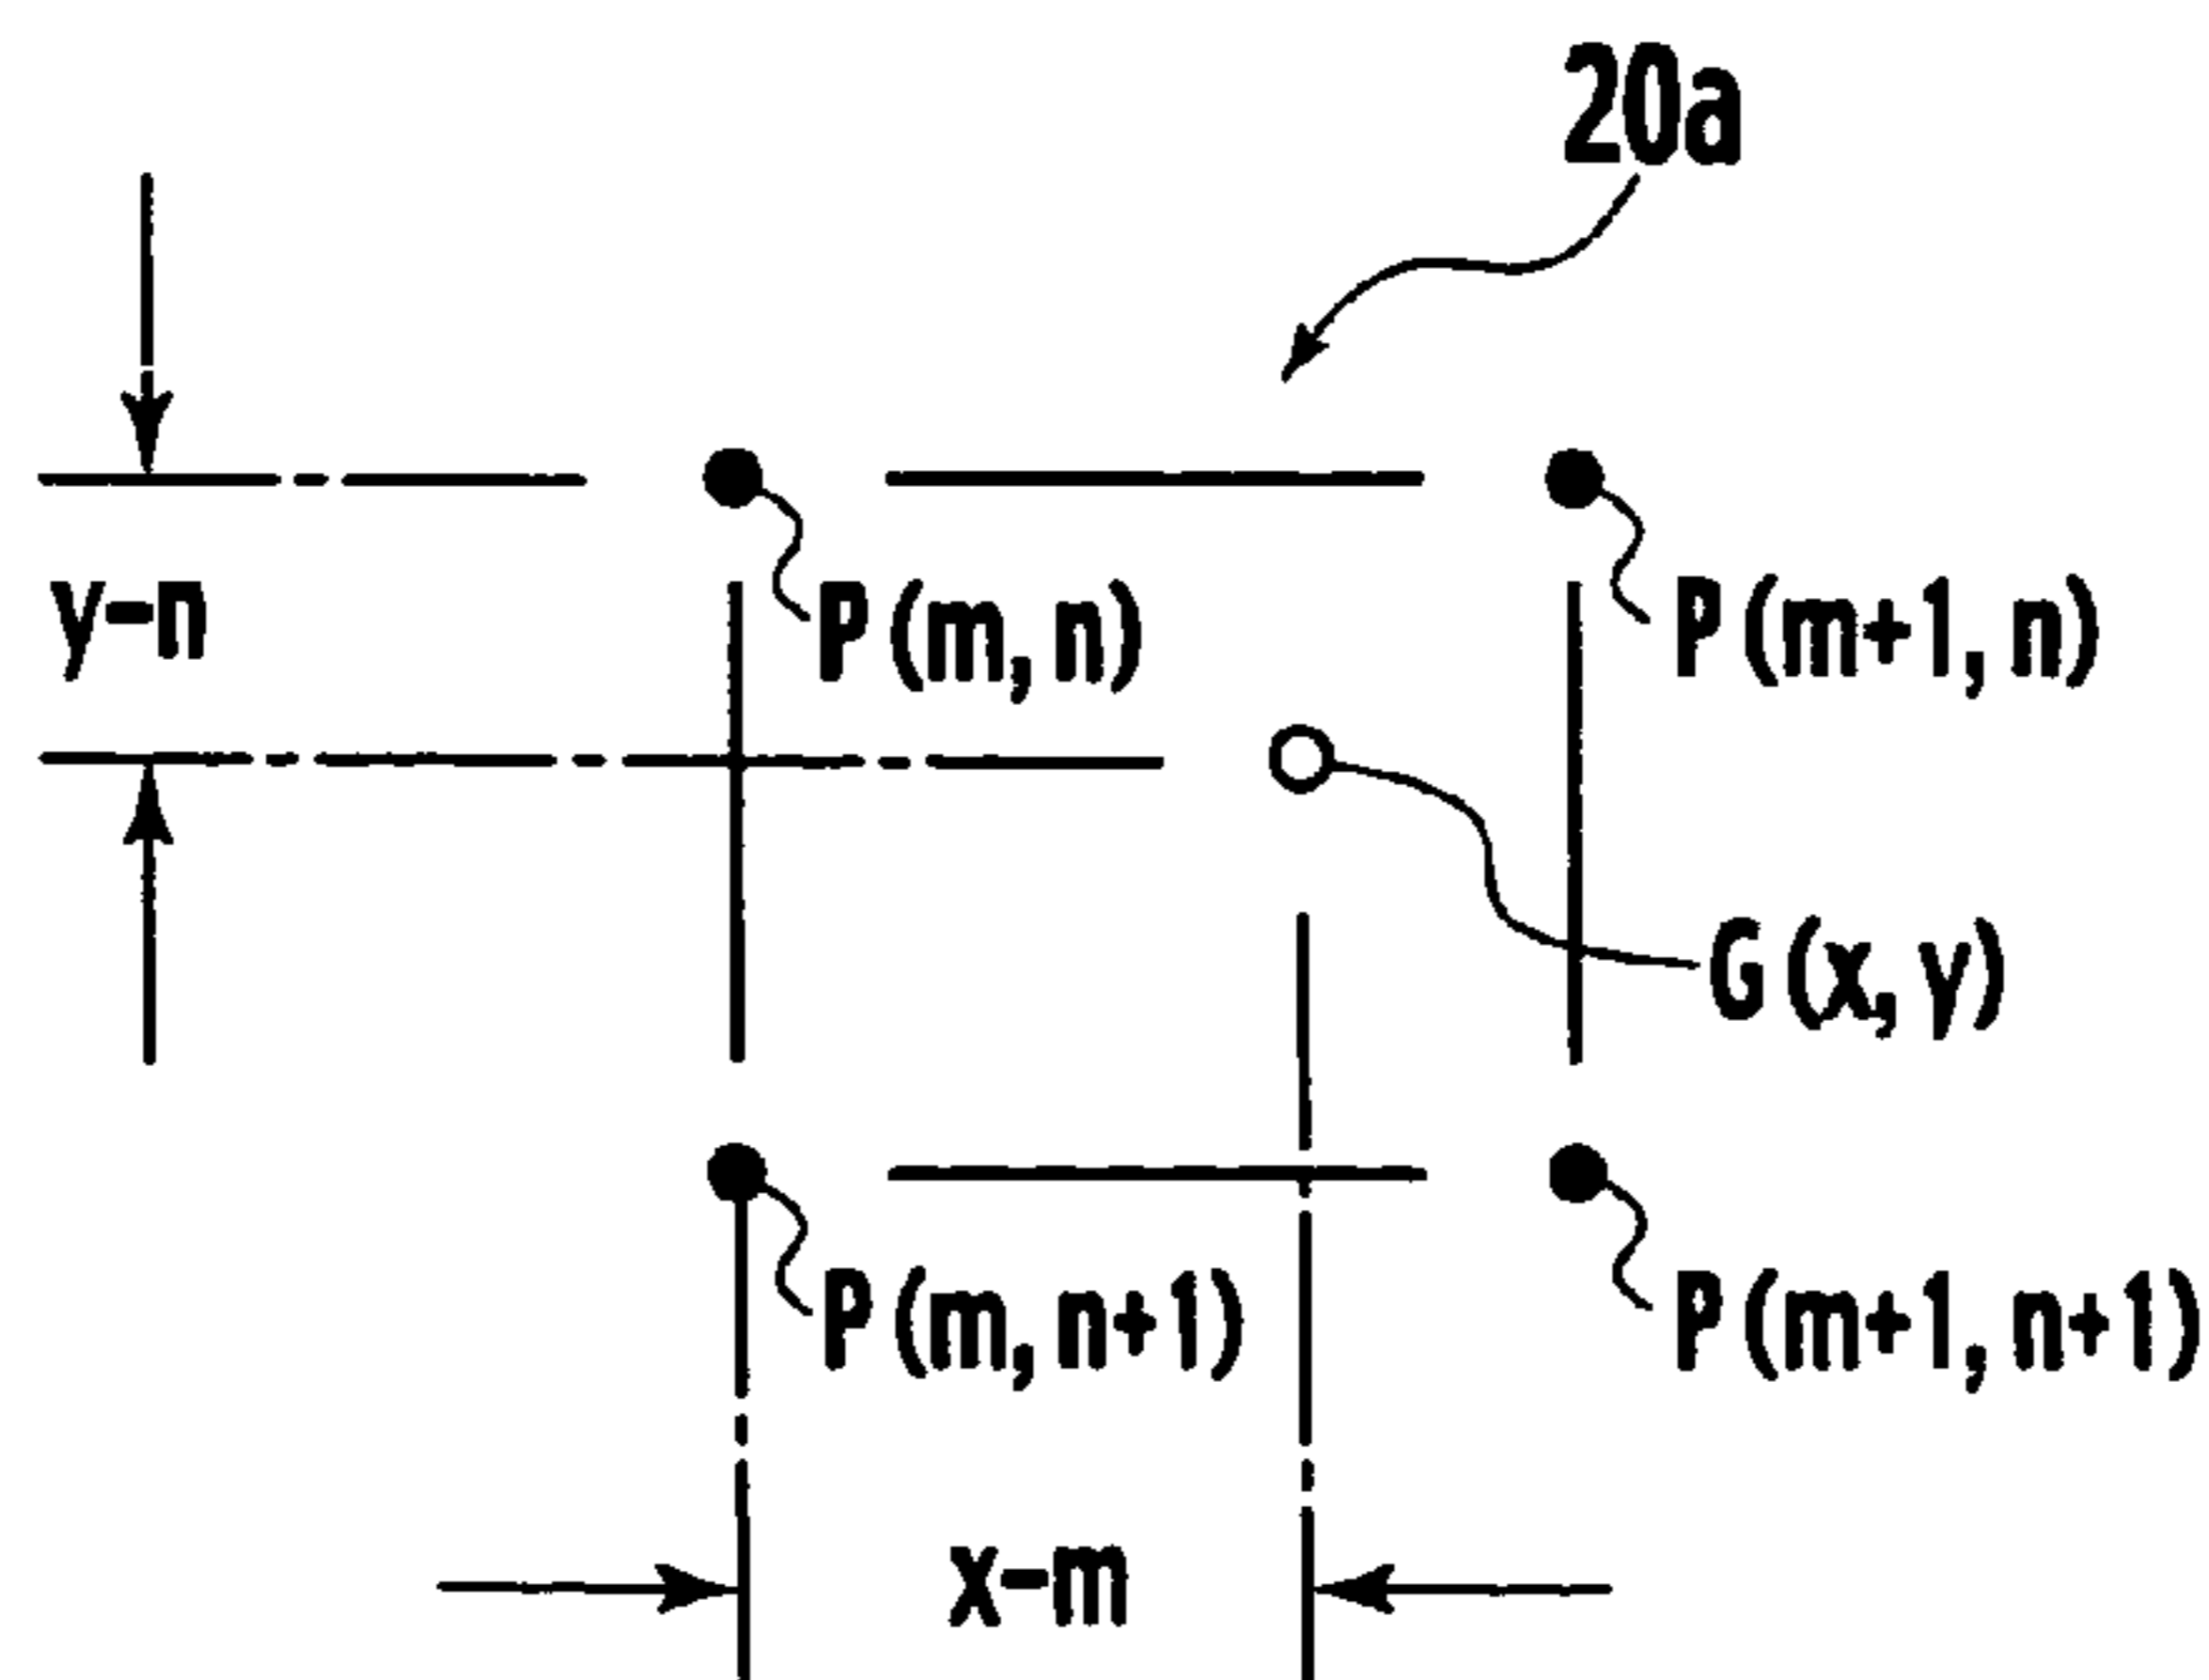 20a
y-n
P(m, n)
P(m+1, n)
G(x, y)
P(m, n+1)
P(m+1, n+1)
x-m